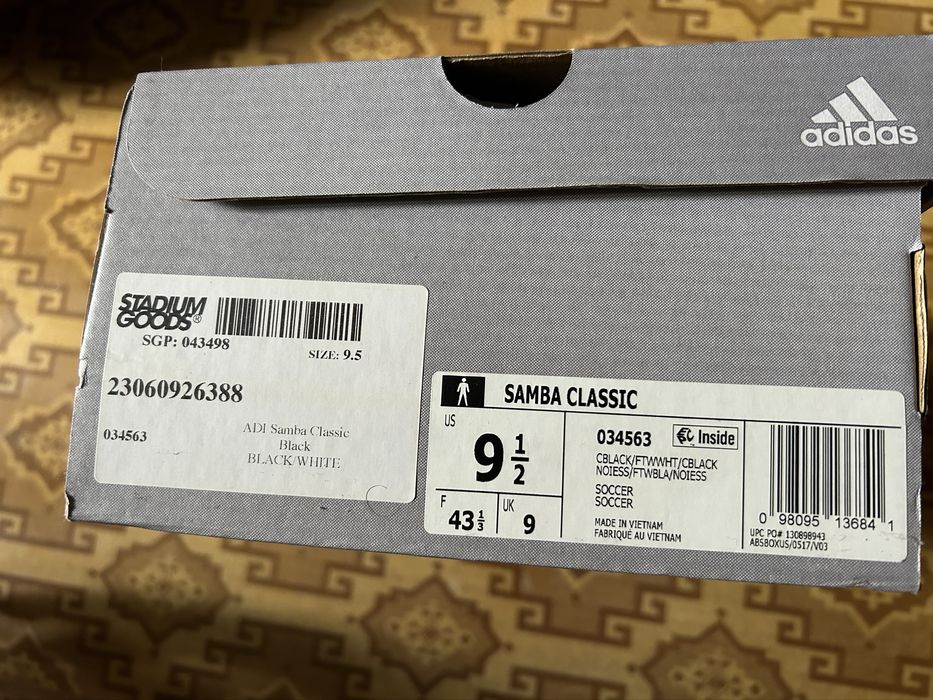 adidas
STADIUM
GOODS®
SGP: 043498
SIZE: 9.5
23060926388
034563
ADI Samba Classic
Black
BLACK/WHITE
SAMBA CLASSIC
US
9 1/2
F
43 1/3
UK
9
034563
Inside
CBLACK/FTWWHT/CBLACK
NOIESS/FTWBLA/NOIESS
SOCCER
SOCCER
MADE IN VIETNAM
FABRIQUÉ AU VIETNAM
0 98095 13684 1
UPC PO# 130898943
ABSBOXUS/0517/V03